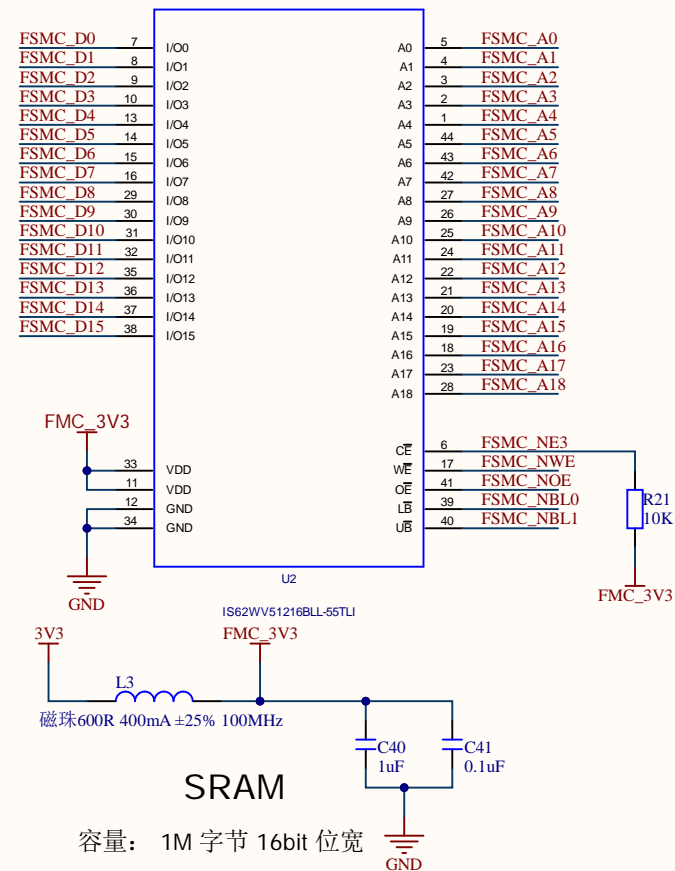 FSMC_D0 7 I/O0 A0 5 FSMC_A0
FSMC_D1 8 I/O1 A1 4 FSMC_A1
FSMC_D2 9 I/O2 A2 3 FSMC_A2
FSMC_D3 10 I/O3 A3 2 FSMC_A3
FSMC_D4 13 I/O4 A4 1 FSMC_A4
FSMC_D5 14 I/O5 A5 44 FSMC_A5
FSMC_D6 15 I/O6 A6 43 FSMC_A6
FSMC_D7 16 I/O7 A7 42 FSMC_A7
FSMC_D8 29 I/O8 A8 27 FSMC_A8
FSMC_D9 30 I/O9 A9 26 FSMC_A9
FSMC_D10 31 I/O10 A10 25 FSMC_A10
FSMC_D11 32 I/O11 A11 24 FSMC_A11
FSMC_D12 35 I/O12 A12 22 FSMC_A12
FSMC_D13 36 I/O13 A13 21 FSMC_A13
FSMC_D14 37 I/O14 A14 20 FSMC_A14
FSMC_D15 38 I/O15 A15 19 FSMC_A15
A16 18 FSMC_A16
A17 23 FSMC_A17
A18 28 FSMC_A18
FMC_3V3
CE 6 FSMC_NE3
33 VDD WE 17 FSMC_NWE
11 VDD OE 41 FSMC_NOE
12 GND LB 39 FSMC_NBL0
34 GND UB 40 FSMC_NBL1
R21
10K
FMC_3V3
GND
U2
IS62WV51216BLL-55TLI
3V3 FMC_3V3
L3
磁珠600R 400mA ±25% 100MHz
C40 C41
1uF 0.1uF
SRAM
容量： 1M 字节 16bit 位宽
GND